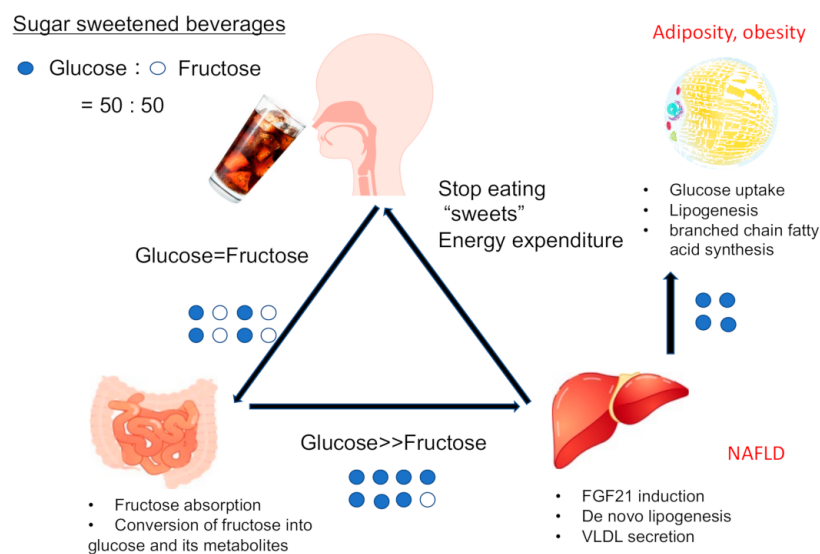 Sugar sweetened beverages
Glucose : Fructose
= 50 : 50
Adiposity, obesity
Stop eating
“sweets”
Energy expenditure
• Glucose uptake
• Lipogenesis
• branched chain fatty
acid synthesis
Glucose=Fructose
Glucose>>Fructose
NAFLD
• Fructose absorption
• Conversion of fructose into
glucose and its metabolites
• FGF21 induction
• De novo lipogenesis
• VLDL secretion